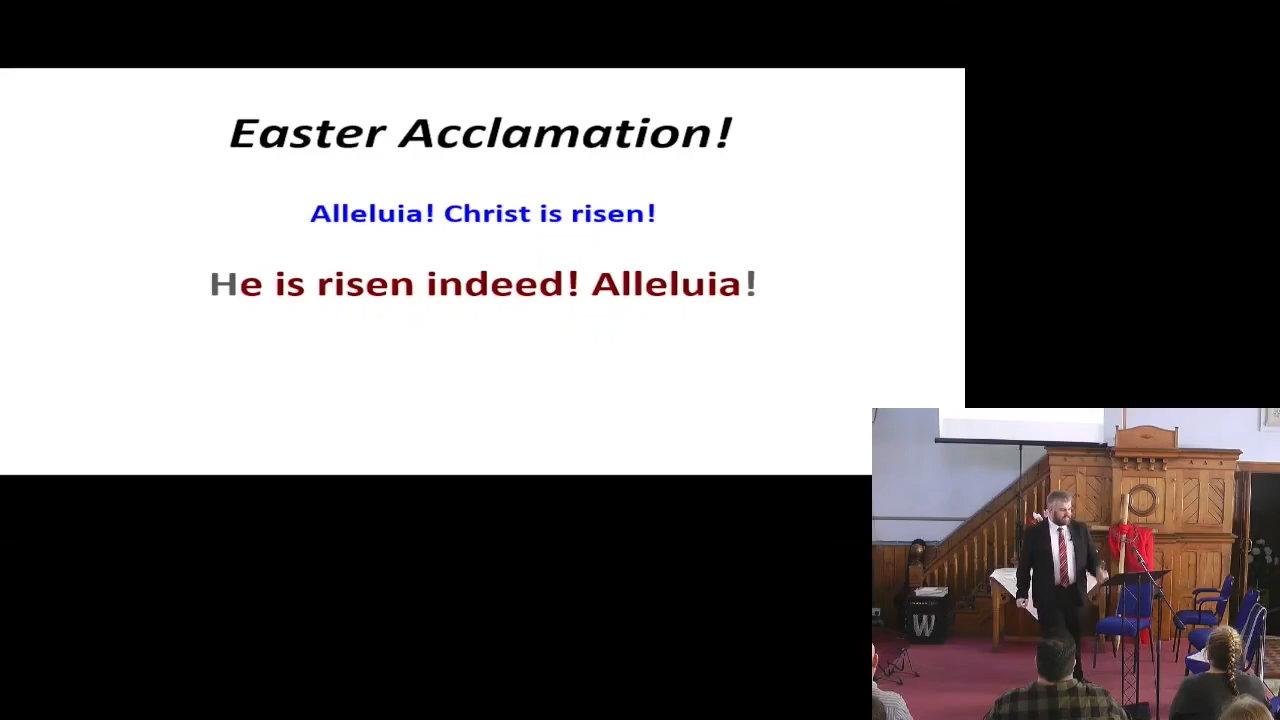 Easter Acclamation!
Alleluia! Christ is risen!
He is risen indeed! Alleluia!
W